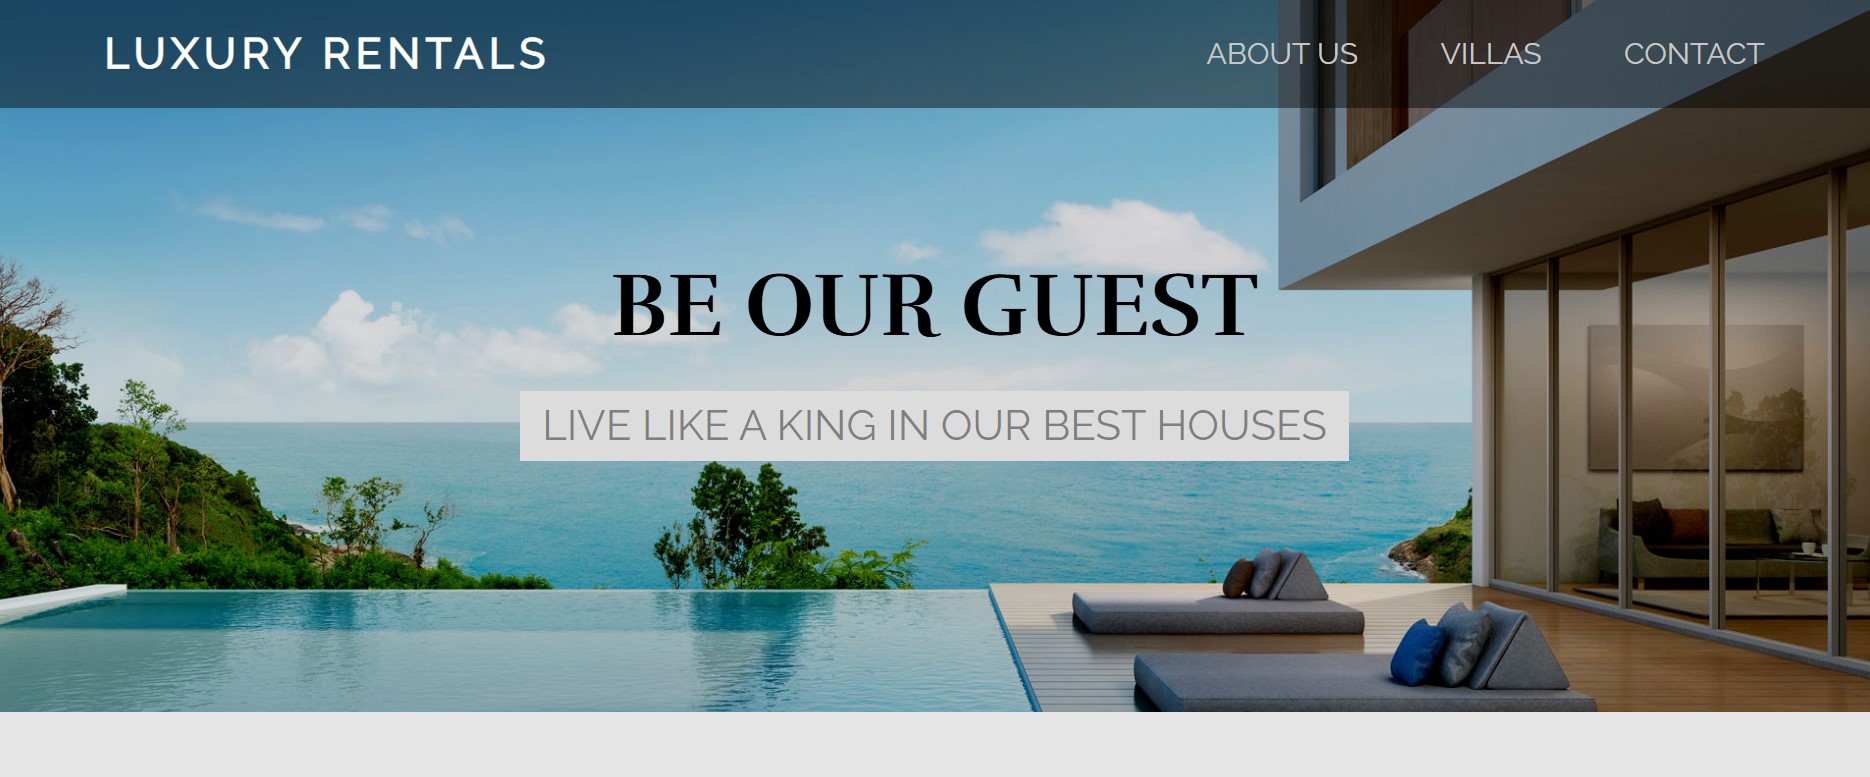 LUXURY RENTALS
ABOUT US
VILLAS
CONTACT
BE OUR GUEST
LIVE LIKE A KING IN OUR BEST HOUSES